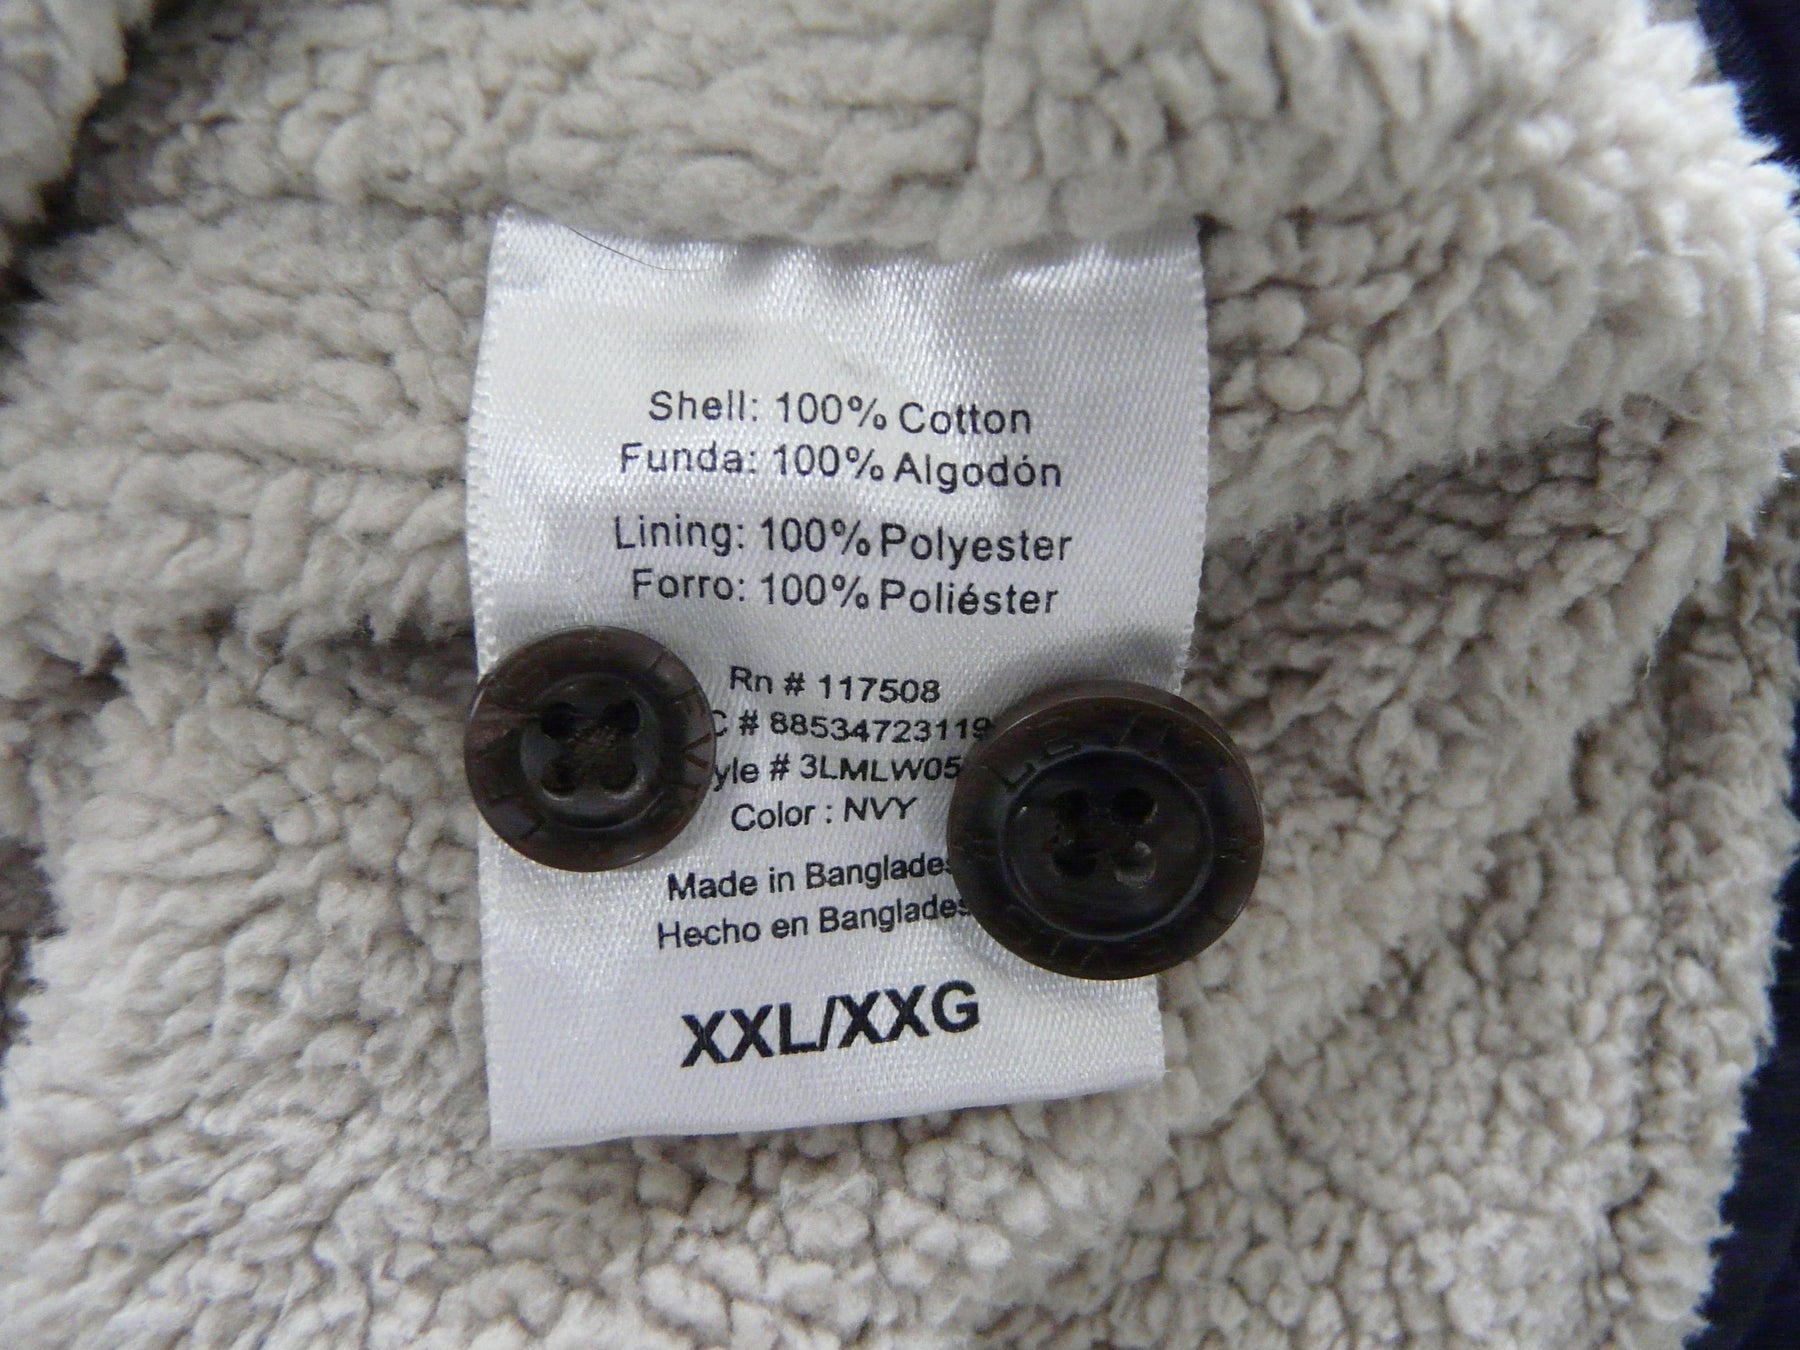 Shell: 100% Cotton
Funda: 100% Algodón
Lining: 100% Polyester
Forro: 100% Poliéster
Rn # 117508
C # 88534723119
yle # 3LMLW05
Color : NVY
Made in Banglades
Hecho en Banglades
XXL/XXG